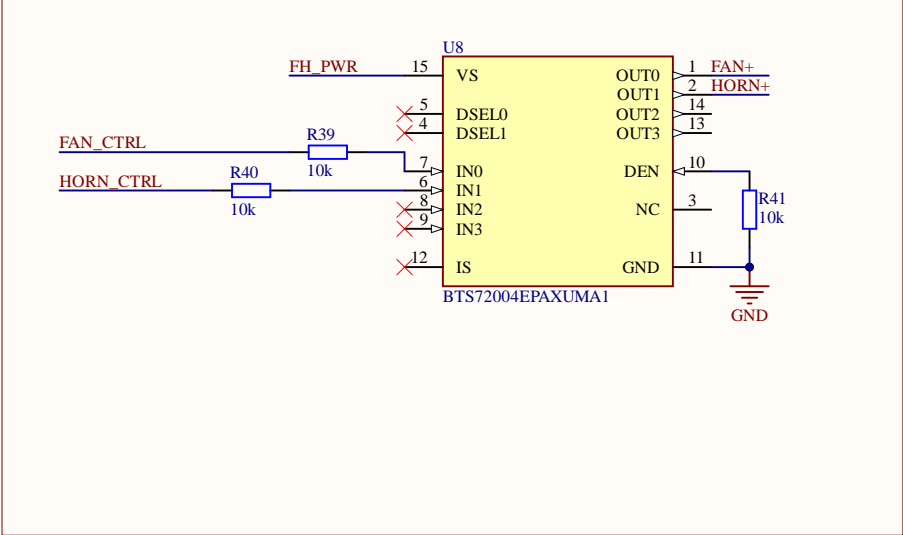 U8
FH_PWR 15 VS OUT0 1 FAN+
OUT1 2 HORN+
5 DSEL0 OUT2 14
4 DSEL1 OUT3 13
FAN_CTRL R39
10k 7 IN0 DEN 10
HORN_CTRL R40 6 IN1
10k 8 IN2 NC 3 R41
9 IN3 10k
12 IS GND 11
BTS72004EPAXUMA1
GND